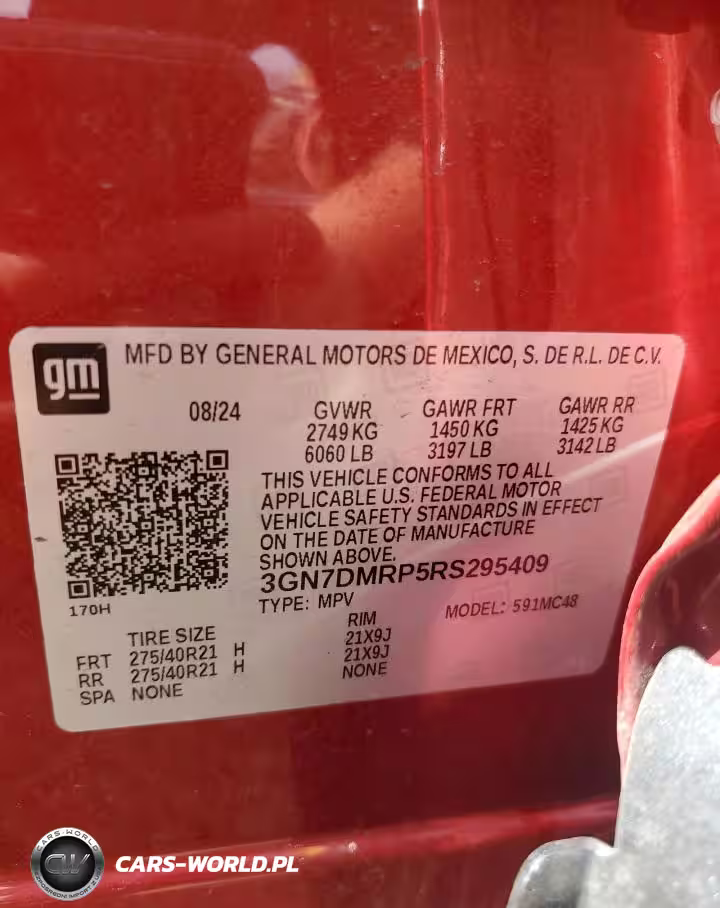 gm
MFD BY GENERAL MOTORS DE MEXICO, S. DE R.L. DE C.V.
08/24 GVWR GAWR FRT GAWR RR
2749 KG 1450 KG 1425 KG
6060 LB 3197 LB 3142 LB
THIS VEHICLE CONFORMS TO ALL
APPLICABLE U.S. FEDERAL MOTOR
VEHICLE SAFETY STANDARDS IN EFFECT
ON THE DATE OF MANUFACTURE
SHOWN ABOVE.
3GN7DMRP5RS295409
170H
TYPE: MPV MODEL: 591MC48
TIRE SIZE RIM
FRT 275/40R21 H 21X9J
RR 275/40R21 H 21X9J
SPA NONE NONE
CARS-WORLD
CW
CARS-WORLD.PL